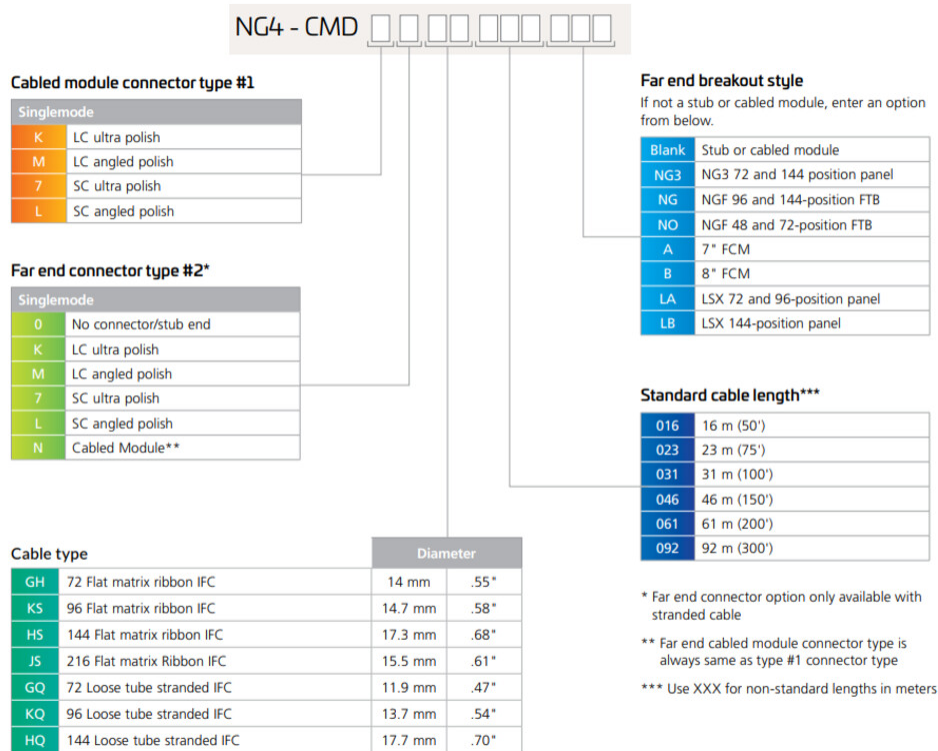 NG4 - CMD
Cabled module connector type #1
Singlemode
K LC ultra polish
M LC angled polish
7 SC ultra polish
L SC angled polish
Far end connector type #2*
Singlemode
0 No connector/stub end
K LC ultra polish
M LC angled polish
7 SC ultra polish
L SC angled polish
N Cabled Module**
Cable type Diameter
GH 72 Flat matrix ribbon IFC 14 mm .55"
KS 96 Flat matrix ribbon IFC 14.7 mm .58"
HS 144 Flat matrix ribbon IFC 17.3 mm .68"
JS 216 Flat matrix Ribbon IFC 15.5 mm .61"
GQ 72 Loose tube stranded IFC 11.9 mm .47"
KQ 96 Loose tube stranded IFC 13.7 mm .54"
HQ 144 Loose tube stranded IFC 17.7 mm .70"
Far end breakout style
If not a stub or cabled module, enter an option
from below.
Blank Stub or cabled module
NG3 NG3 72 and 144 position panel
NG NGF 96 and 144-position FTB
NO NGF 48 and 72-position FTB
A 7" FCM
B 8" FCM
LA LSX 72 and 96-position panel
LB LSX 144-position panel
Standard cable length***
016 16 m (50')
023 23 m (75')
031 31 m (100')
046 46 m (150')
061 61 m (200')
092 92 m (300')
* Far end connector option only available with
stranded cable
** Far end cabled module connector type is
always same as type #1 connector type
*** Use XXX for non-standard lengths in meters